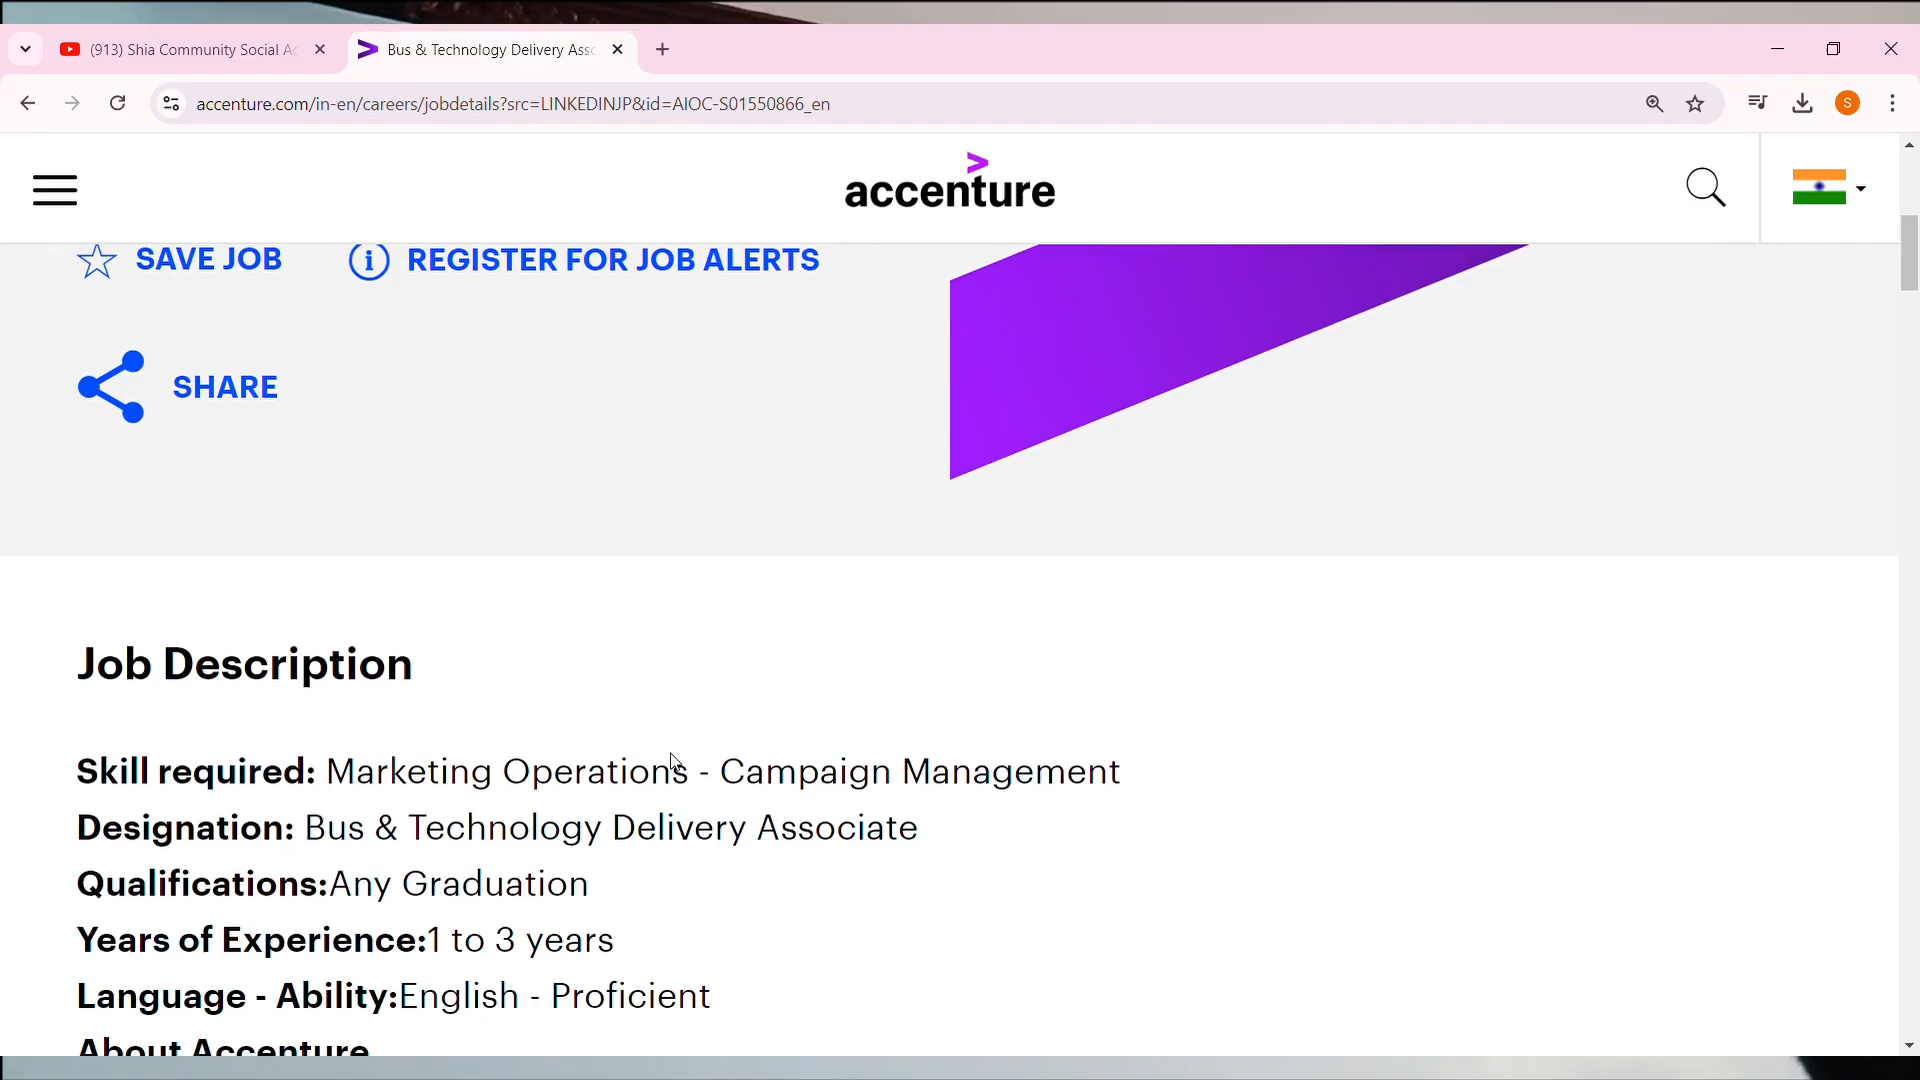 (913) Shia Community Social Ac
Bus & Technology Delivery Asso
accenture.com/in-en/careers/jobdetails?src=LINKEDINJP&id=AIOC-S01550866_en
S
accenture
SAVE JOB
REGISTER FOR JOB ALERTS
SHARE
Job Description
Skill required: Marketing Operations - Campaign Management
Designation: Bus & Technology Delivery Associate
Qualifications:Any Graduation
Years of Experience:1 to 3 years
Language - Ability:English - Proficient
About Accenture